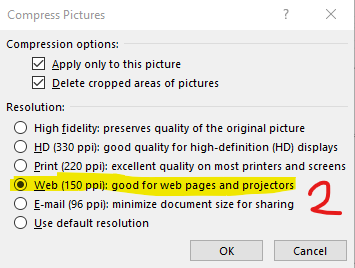 Compress Pictures
Compression options:
Apply only to this picture
Delete cropped areas of pictures
Resolution:
High fidelity: preserves quality of the original picture
HD (330 ppi): good quality for high-definition (HD) displays
Print (220 ppi): excellent quality on most printers and screens
Web (150 ppi): good for web pages and projectors
E-mail (96 ppi): minimize document size for sharing
2
Use default resolution
OK
Cancel